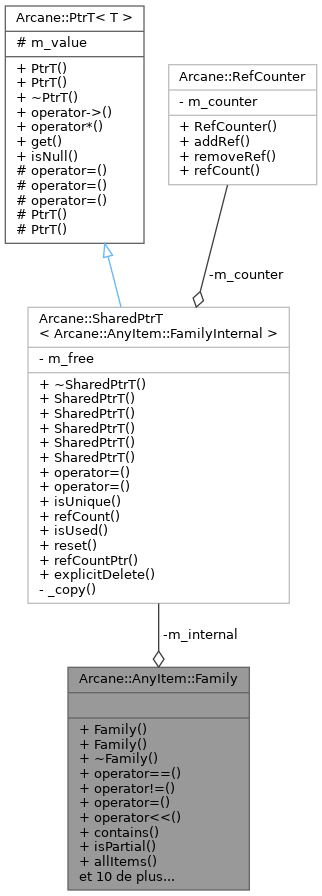 Arcane::PtrT< T >
# m_value
+ PtrT()
+ PtrT()
+ ~PtrT()
+ operator->()
+ operator*()
+ get()
+ isNull()
# operator=()
# operator=()
# operator=()
# PtrT()
# PtrT()
Arcane::RefCounter
- m_counter
+ RefCounter()
+ addRef()
+ removeRef()
+ refCount()
-m_counter
Arcane::SharedPtrT
< Arcane::AnyItem::FamilyInternal >
- m_free
+ ~SharedPtrT()
+ SharedPtrT()
+ SharedPtrT()
+ SharedPtrT()
+ SharedPtrT()
+ SharedPtrT()
+ operator=()
+ operator=()
+ isUnique()
+ refCount()
+ isUsed()
+ reset()
+ refCountPtr()
+ explicitDelete()
- _copy()
-m_internal
Arcane::AnyItem::Family
+ Family()
+ Family()
+ ~Family()
+ operator==()
+ operator!=()
+ operator=()
+ operator<<()
+ contains()
+ isPartial()
+ allItems()
et 10 de plus...